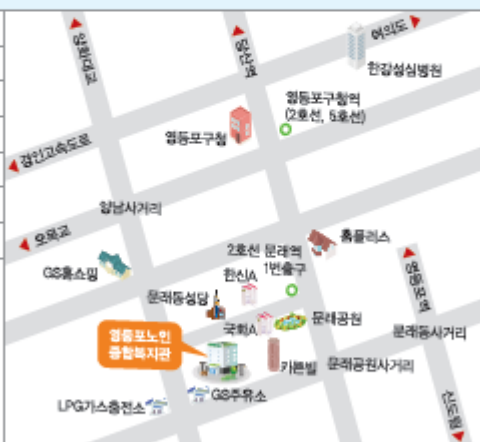 양화대교
당산역
여의도
한강성심병원
영등포구청역
(2호선, 5호선)
영등포구청
경인고속도로
양남사거리
오목교
홈플러스
2호선 문래역
1번출구
GS홈쇼핑
한신A
영등포역
문래동성당
국화A
문래공원
문래동사거리
영등포노인
종합복지관
카튼빌
문래공원사거리
GS주유소
LPG가스충전소
신도림